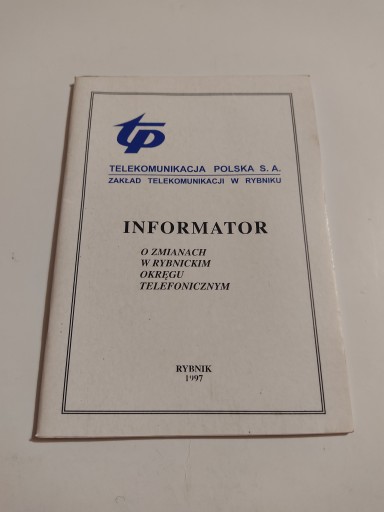 tp
TELEKOMUNIKACJA POLSKA S. A.
ZAKŁAD TELEKOMUNIKACJI W RYBNIKU
INFORMATOR
O ZMIANACH
W RYBNICKIM
OKRĘGU
TELEFONICZNYM
RYBNIK
1997